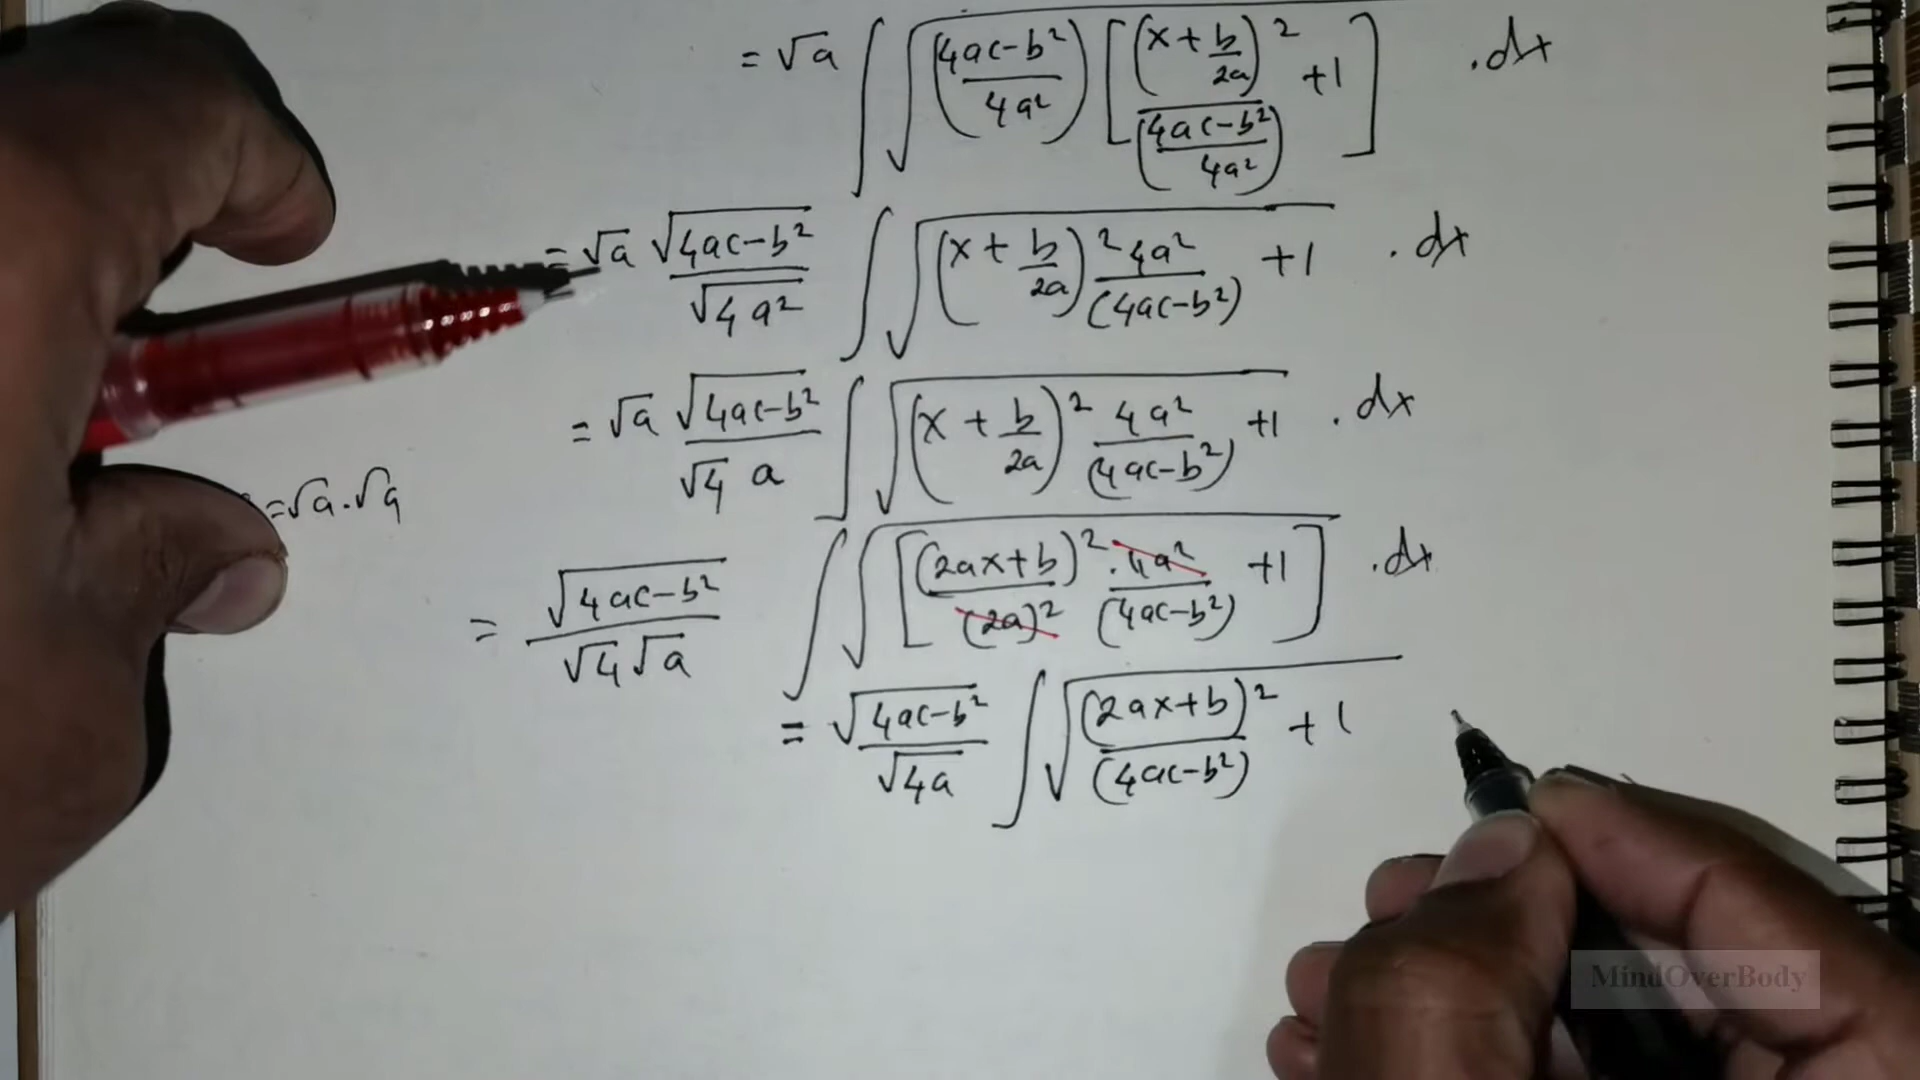 = √a ∫ √((4ac-b²)/(4a²)) [(x + b/2a)² / ((4ac-b²)/(4a²)) + 1] . dx
= √a √(4ac-b²)/√(4a²) ∫ √((x + b/2a)² 4a²/(4ac-b²) + 1) . dx
= √a √(4ac-b²)/(√4 a) ∫ √((x + b/2a)² 4a²/(4ac-b²) + 1) . dx
= √a . √a
= √(4ac-b²)/(√4 √a) ∫ √[(2ax+b)²/(2a)² . 4a²/(4ac-b²) + 1] . dx
= √(4ac-b²)/√(4a) ∫ √((2ax+b)²/(4ac-b²) + 1)
MindOverBody